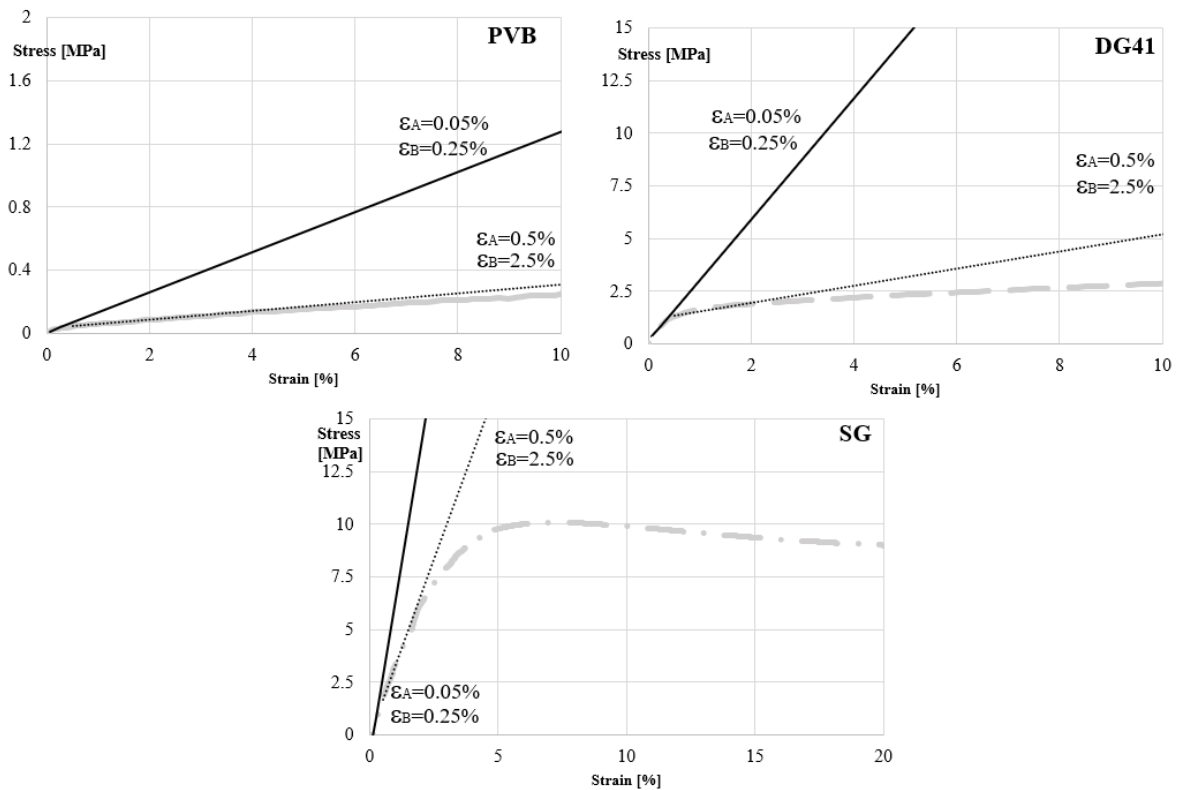 PVB
Stress [MPa]
2
1.6
1.2
0.8
0.4
0
0
2
4
6
8
10
Strain [%]
εA=0.05%
εB=0.25%
εA=0.5%
εB=2.5%
DG41
Stress [MPa]
15
12.5
10
7.5
5
2.5
0
0
2
4
6
8
10
Strain [%]
εA=0.05%
εB=0.25%
εA=0.5%
εB=2.5%
SG
Stress
[MPa]
15
12.5
10
7.5
5
2.5
0
0
5
10
15
20
Strain [%]
εA=0.5%
εB=2.5%
εA=0.05%
εB=0.25%